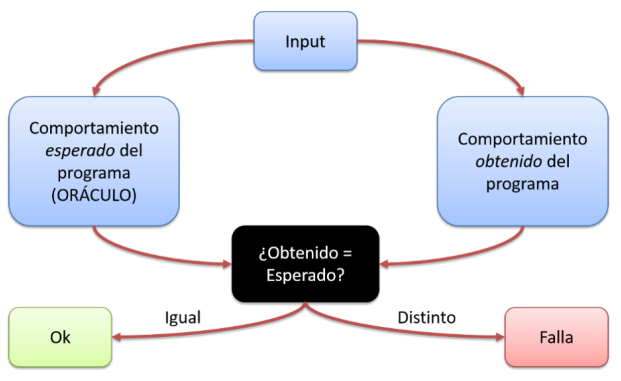 Input
Comportamiento
esperado del
programa
(ORÁCULO)
Comportamiento
obtenido del
programa
¿Obtenido =
Esperado?
Igual
Distinto
Ok
Falla